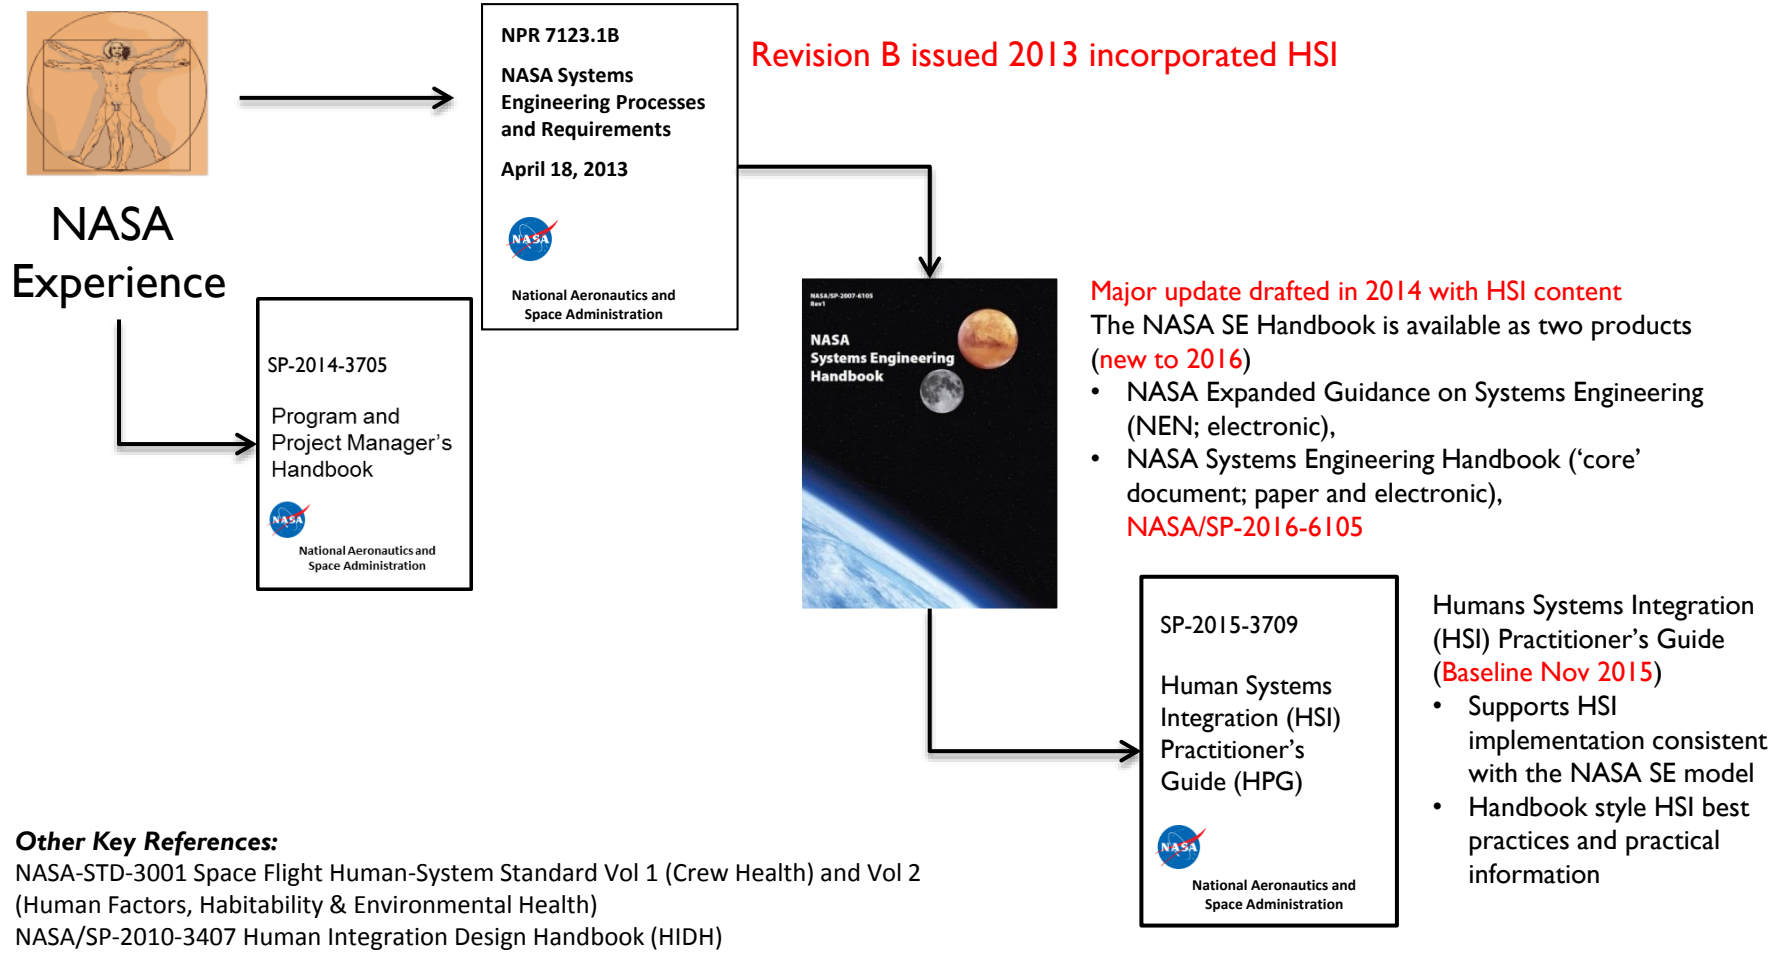 NPR 7123.1B
NASA Systems
Engineering Processes
and Requirements
April 18, 2013
NASA
National Aeronautics and
Space Administration
Revision B issued 2013 incorporated HSI
NASA
Experience
SP-2014-3705
Program and
Project Manager’s
Handbook
NASA
National Aeronautics and
Space Administration
NASA/SP-2007-6105
Rev1
NASA
Systems Engineering
Handbook
Major update drafted in 2014 with HSI content
The NASA SE Handbook is available as two products
(new to 2016)
• NASA Expanded Guidance on Systems Engineering
(NEN; electronic),
• NASA Systems Engineering Handbook (‘core’
document; paper and electronic),
NASA/SP-2016-6105
SP-2015-3709
Human Systems
Integration (HSI)
Practitioner’s
Guide (HPG)
NASA
National Aeronautics and
Space Administration
Humans Systems Integration
(HSI) Practitioner’s Guide
(Baseline Nov 2015)
• Supports HSI
implementation consistent
with the NASA SE model
• Handbook style HSI best
practices and practical
information
Other Key References:
NASA-STD-3001 Space Flight Human-System Standard Vol 1 (Crew Health) and Vol 2
(Human Factors, Habitability & Environmental Health)
NASA/SP-2010-3407 Human Integration Design Handbook (HIDH)